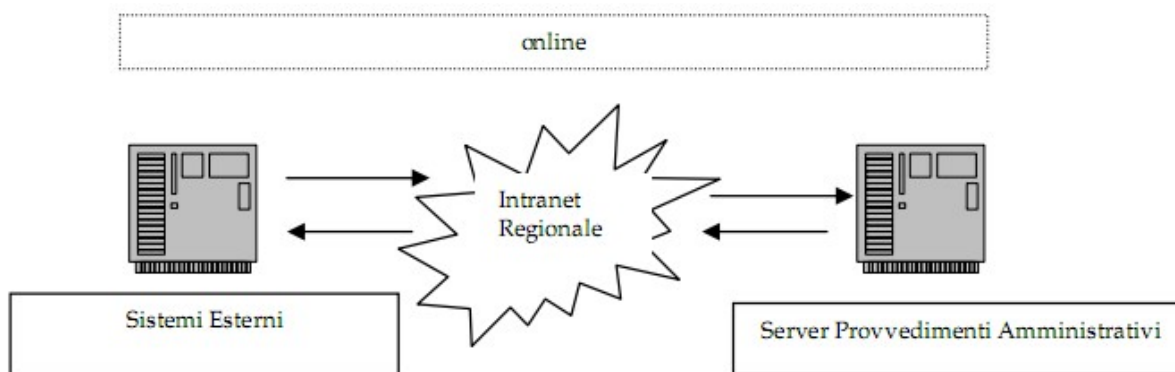 online
Intranet
Regionale
Sistemi Esterni
Server Provvedimenti Amministrativi